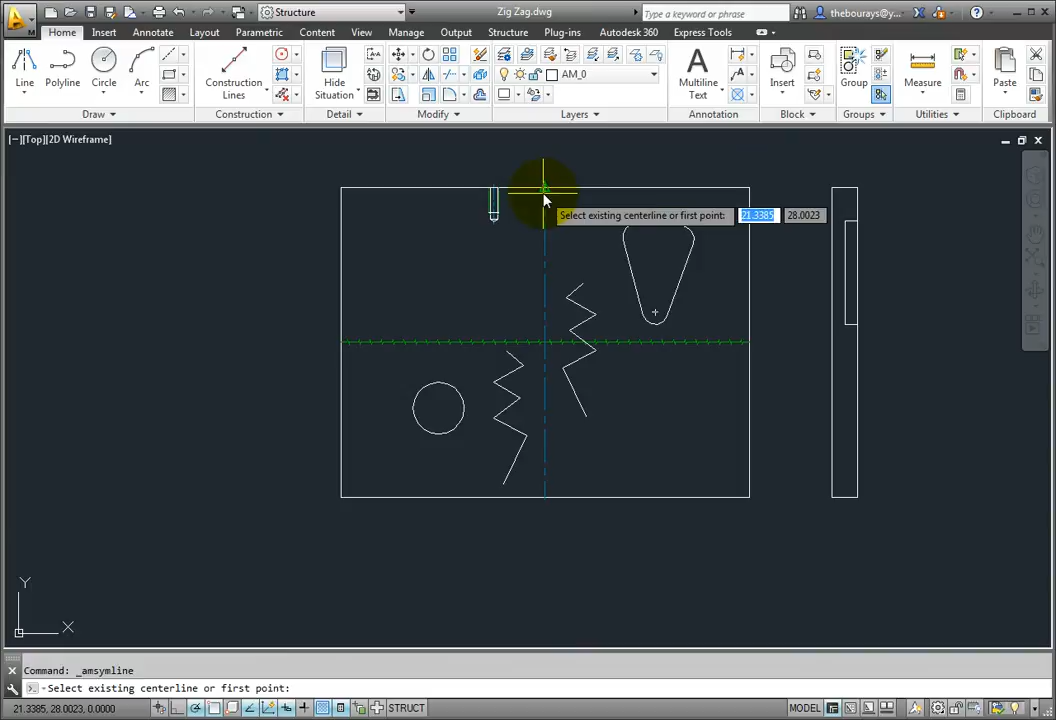 Structure
Zig Zag.dwg
Type a keyword or phrase
thebourays@y...
Home Insert Annotate Layout Parametric Content View Manage Output Structure Plug-ins Autodesk 360 Express Tools
Line Polyline Circle Arc
Construction
Lines
Hide
Situation
AM_0
Multiline
Text
Insert
Group
Measure
Paste
Draw Construction Detail Modify Layers Annotation Block Groups Utilities Clipboard
[−][Top][2D Wireframe]
Select existing centerline or first point: 21.3385 28.0023
Y
X
Command: _amsymline
Select existing centerline or first point:
21.3385, 28.0023, 0.0000
STRUCT
MODEL